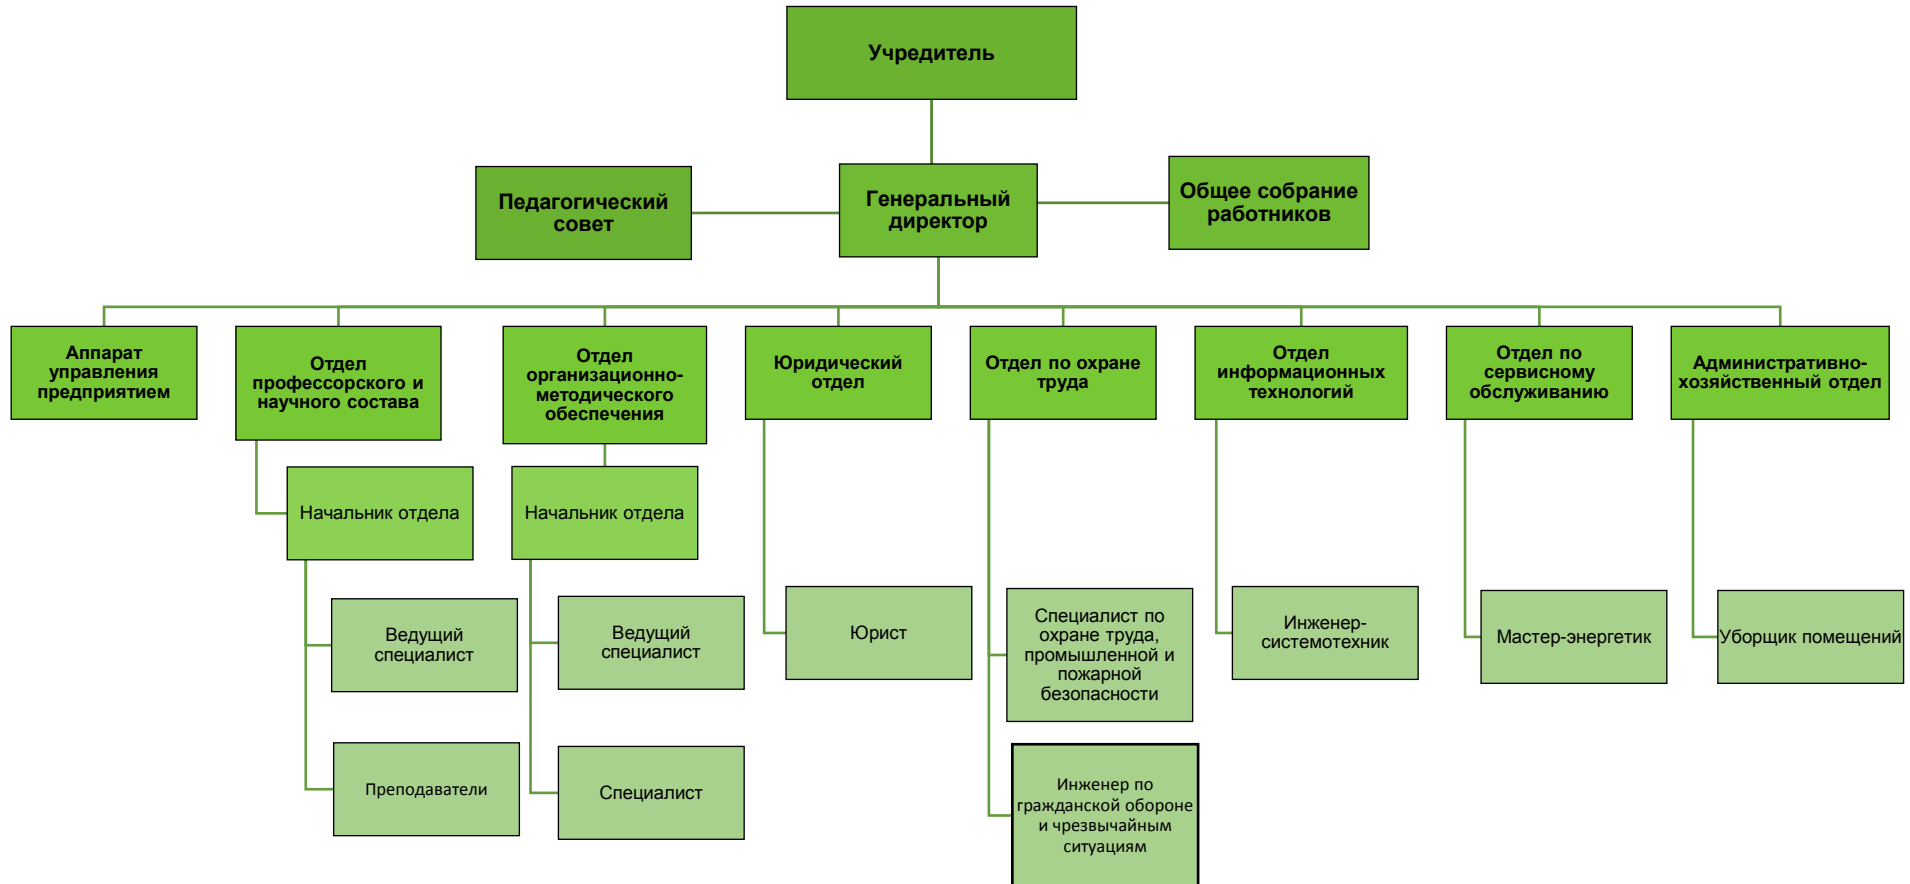 Учредитель
Педагогический
совет
Генеральный
директор
Общее собрание
работников
Аппарат
управления
предприятием
Отдел
профессорского и
научного состава
Отдел
организационно-
методического
обеспечения
Юридический
отдел
Отдел по охране
труда
Отдел
информационных
технологий
Отдел по
сервисному
обслуживанию
Административно-
хозяйственный отдел
Начальник отдела
Начальник отдела
Ведущий
специалист
Ведущий
специалист
Юрист
Специалист по
охране труда,
промышленной и
пожарной
безопасности
Инженер-
системотехник
Мастер-энергетик
Уборщик помещений
Преподаватели
Специалист
Инженер по
гражданской обороне
и чрезвычайным
ситуациям